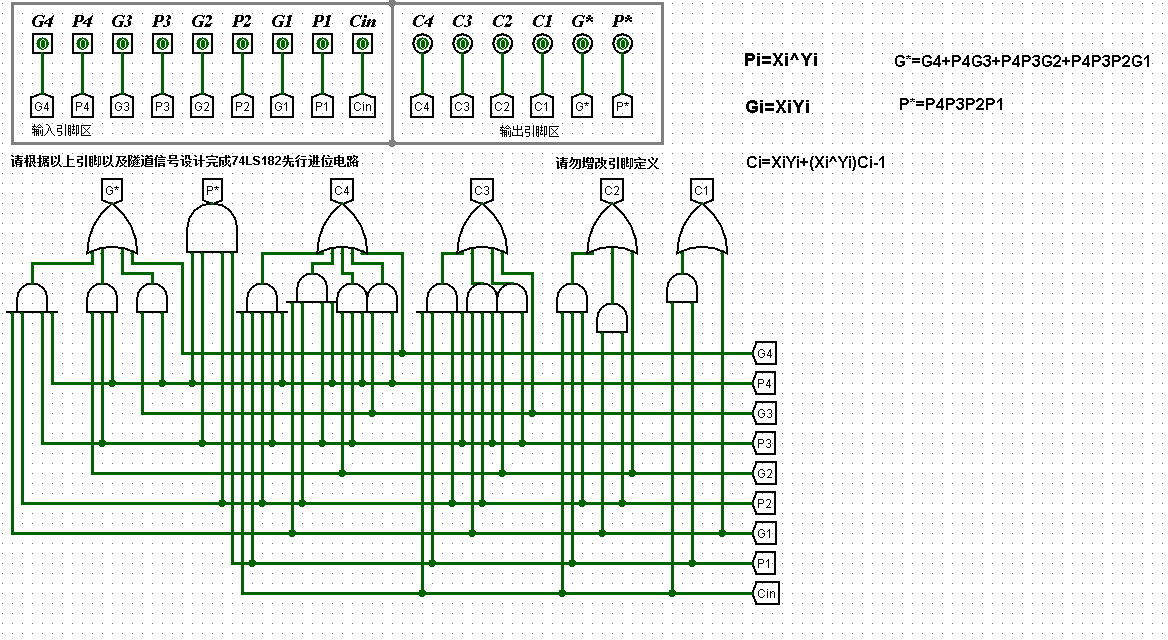 G4 P4 G3 P3 G2 P2 G1 P1 Cin C4 C3 C2 C1 G* P*
0 0 0 0 0 0 0 0 0 0 0 0 0 0 0
G4 P4 G3 P3 G2 P2 G1 P1 Cin C4 C3 C2 C1 G* P*
输入引脚区 输出引脚区
Pi=Xi^Yi G*=G4+P4G3+P4P3G2+P4P3P2G1
Gi=XiYi P*=P4P3P2P1
请根据以上引脚以及隧道信号设计完成74LS182先行进位电路 请勿增改引脚定义 Ci=XiYi+(Xi^Yi)Ci-1
G* P* C4 C3 C2 C1
G4
P4
G3
P3
G2
P2
G1
P1
Cin